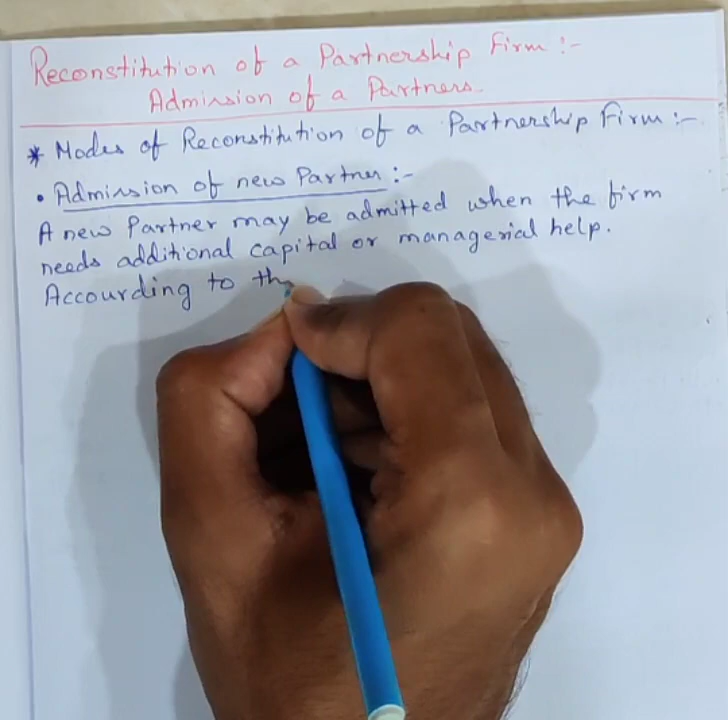 Reconstitution of a Partnership Firm :-
Admission of a Partners.
* Modes of Reconstitution of a Partnership Firm :-
• Admission of new Partner :-
A new Partner may be admitted when the firm
needs additional capital or managerial help.
Accourding to the